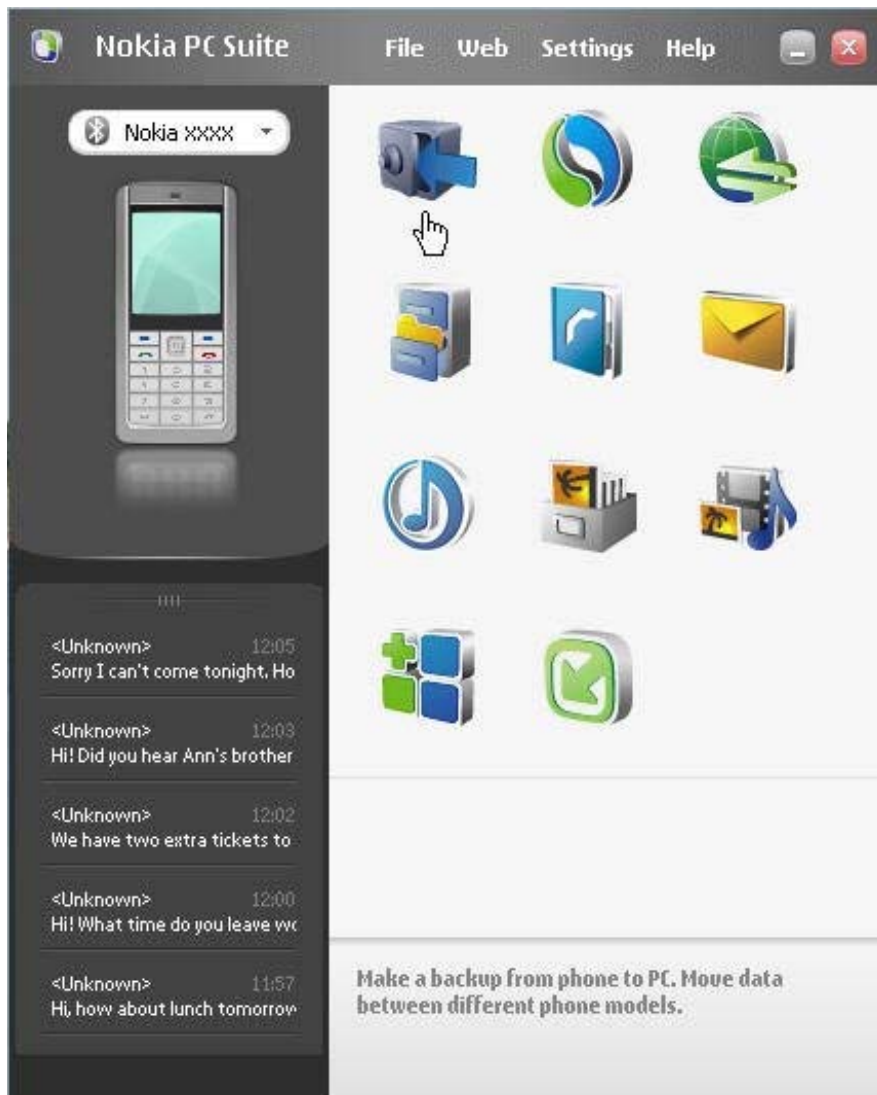 Nokia PC Suite
File Web Settings Help
Nokia xxxx
<Unknown> 12:05
Sorry I can't come tonight, Ho
<Unknown> 12:03
Hi! Did you hear Ann's brother
<Unknown> 12:02
We have two extra tickets to
<Unknown> 12:00
Hi! What time do you leave
<Unknown> 11:57
Hi, how about lunch tomorrow
Make a backup from phone to PC. Move data
between different phone models.